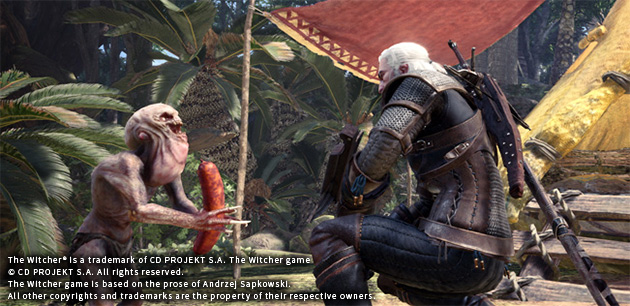 The Witcher® is a trademark of CD PROJEKT S.A. The Witcher game
© CD PROJEKT S.A. All rights reserved.
The Witcher game is based on the prose of Andrzej Sapkowski.
All other copyrights and trademarks are the property of their respective owners.